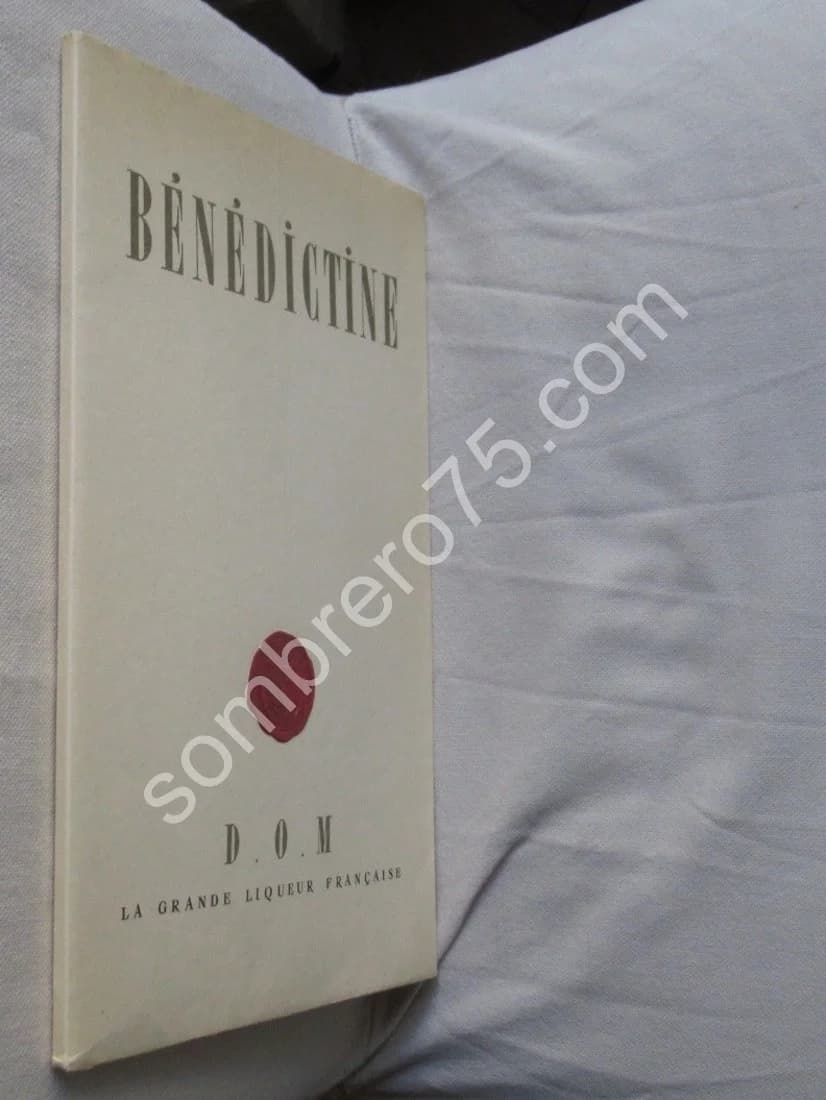 BÉNÉDICTINE
D.O.M
LA GRANDE LIQUEUR FRANÇAISE
sombrero75.com